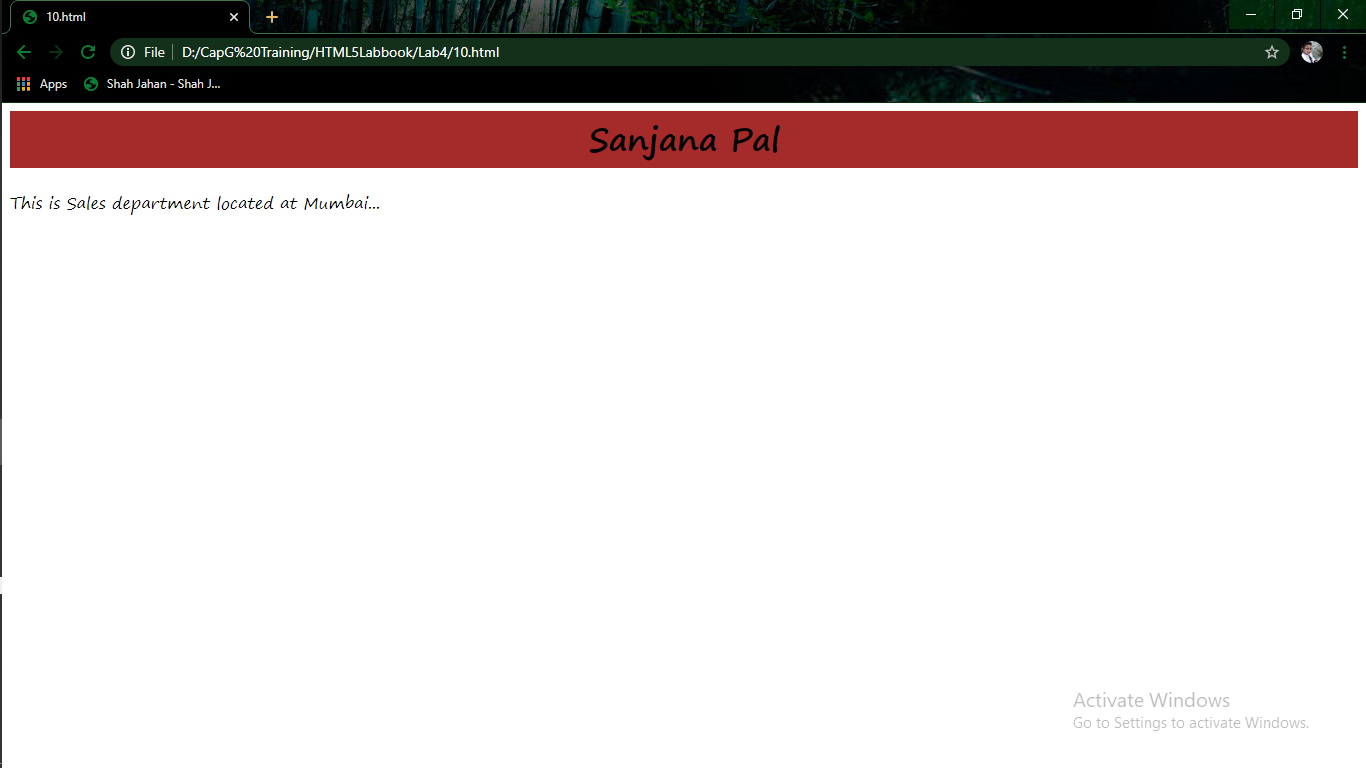 10.html
File D:/CapG%20Training/HTML5Labbook/Lab4/10.html
Apps Shah Jahan - Shah J...
Sanjana Pal
This is Sales department located at Mumbai...
Activate Windows
Go to Settings to activate Windows.